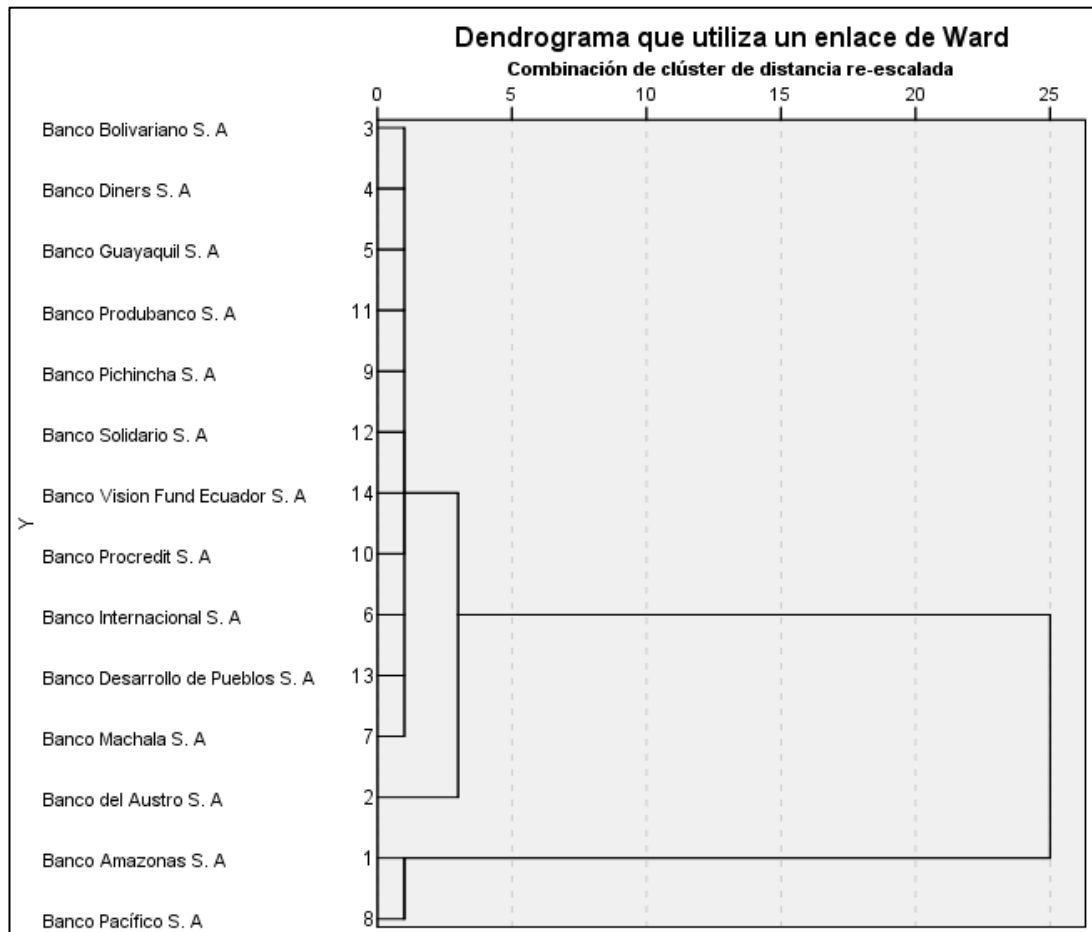 Dendrograma que utiliza un enlace de Ward
Combinación de clúster de distancia re-escalada
0 5 10 15 20 25
Banco Bolivariano S. A 3
Banco Diners S. A 4
Banco Guayaquil S. A 5
Banco Produbanco S. A 11
Banco Pichincha S. A 9
Banco Solidario S. A 12
Banco Vision Fund Ecuador S. A 14
Y
Banco Procredit S. A 10
Banco Internacional S. A 6
Banco Desarrollo de Pueblos S. A 13
Banco Machala S. A 7
Banco del Austro S. A 2
Banco Amazonas S. A 1
Banco Pacífico S. A 8